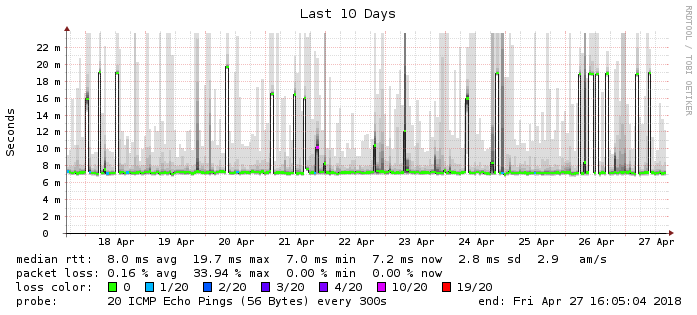 Last 10 Days
RRDTOOL / TOBI OETIKER
Seconds
22 m
20 m
18 m
16 m
14 m
12 m
10 m
8 m
6 m
4 m
2 m
0
18 Apr 19 Apr 20 Apr 21 Apr 22 Apr 23 Apr 24 Apr 25 Apr 26 Apr 27 Apr
median rtt: 8.0 ms avg 19.7 ms max 7.0 ms min 7.2 ms now 2.8 ms sd 2.9 am/s
packet loss: 0.16 % avg 33.94 % max 0.00 % min 0.00 % now
loss color: 0 1/20 2/20 3/20 4/20 10/20 19/20
probe: 20 ICMP Echo Pings (56 Bytes) every 300s end: Fri Apr 27 16:05:04 2018